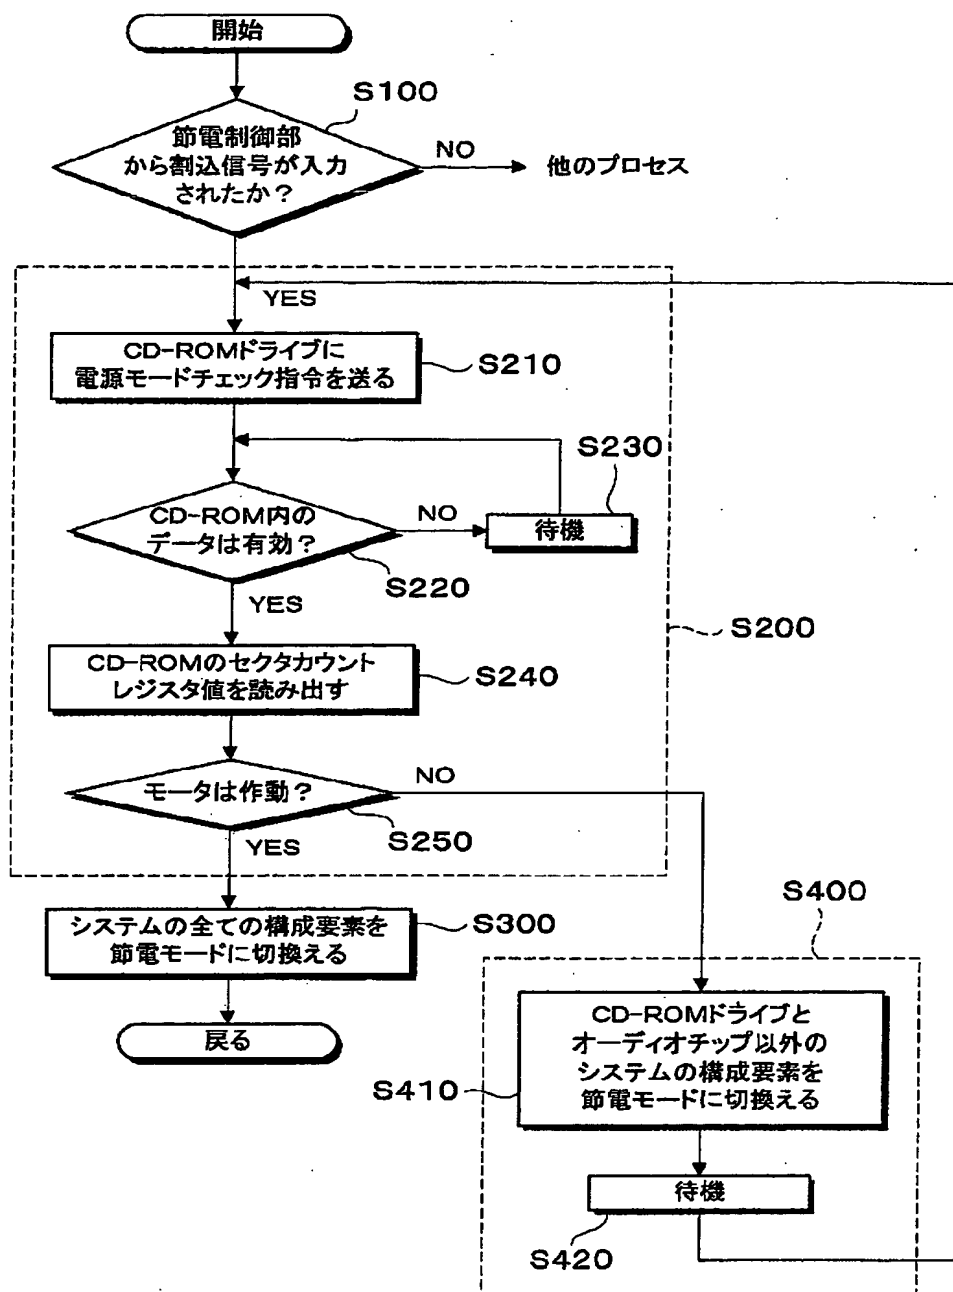 開始
S100
節電制御部
から割込信号が入力
されたか？
NO
他のプロセス
YES
CD-ROMドライブに
電源モードチェック指令を送る
S210
S230
CD-ROM内の
データは有効？
NO
待機
S220
YES
S200
CD-ROMのセクタカウント
レジスタ値を読み出す
S240
モータは作動？
NO
S250
YES
S400
システムの全ての構成要素を
節電モードに切換える
S300
戻る
CD-ROMドライブと
オーディオチップ以外の
システムの構成要素を
節電モードに切換える
S410
待機
S420